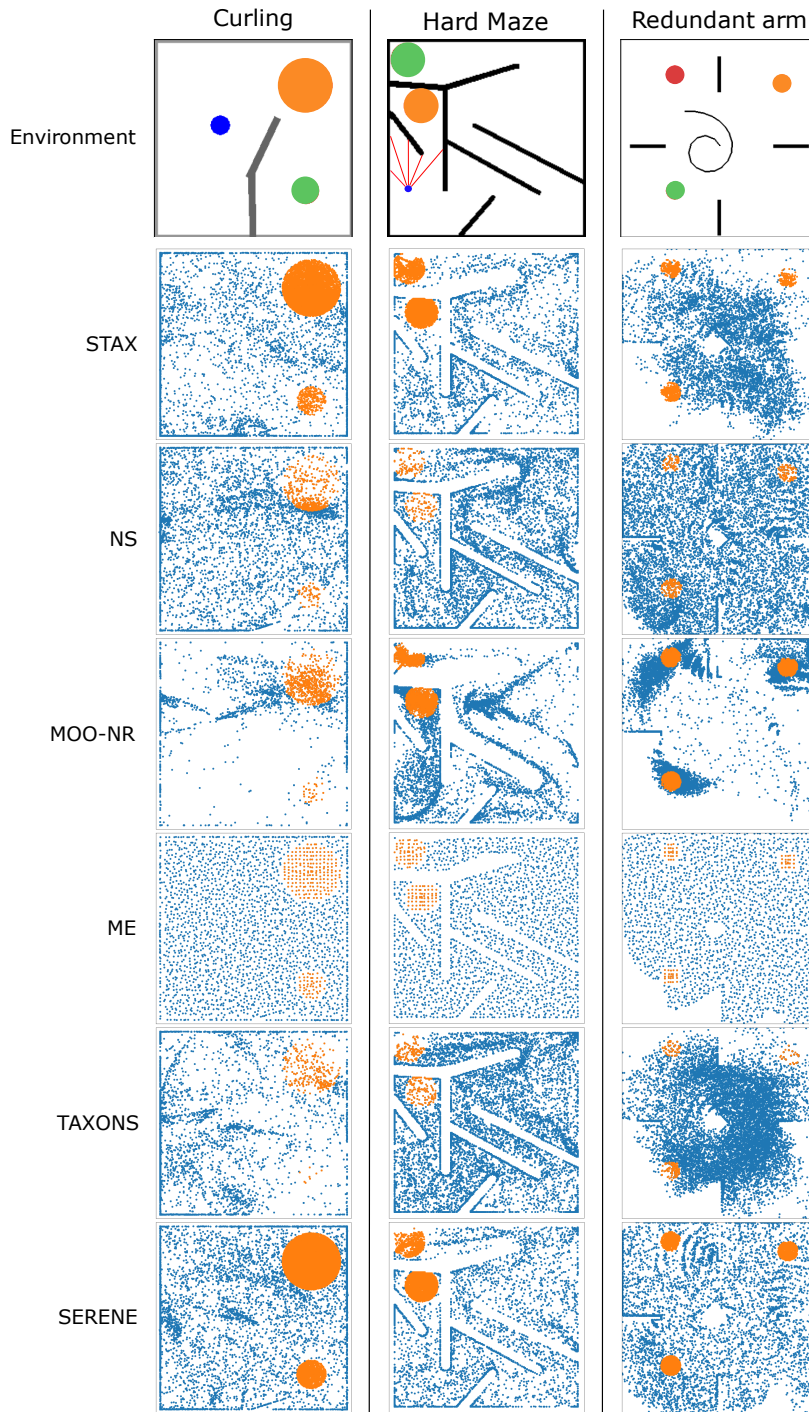 Curling Hard Maze Redundant arm
Environment
STAX
NS
MOO-NR
ME
TAXONS
SERENE